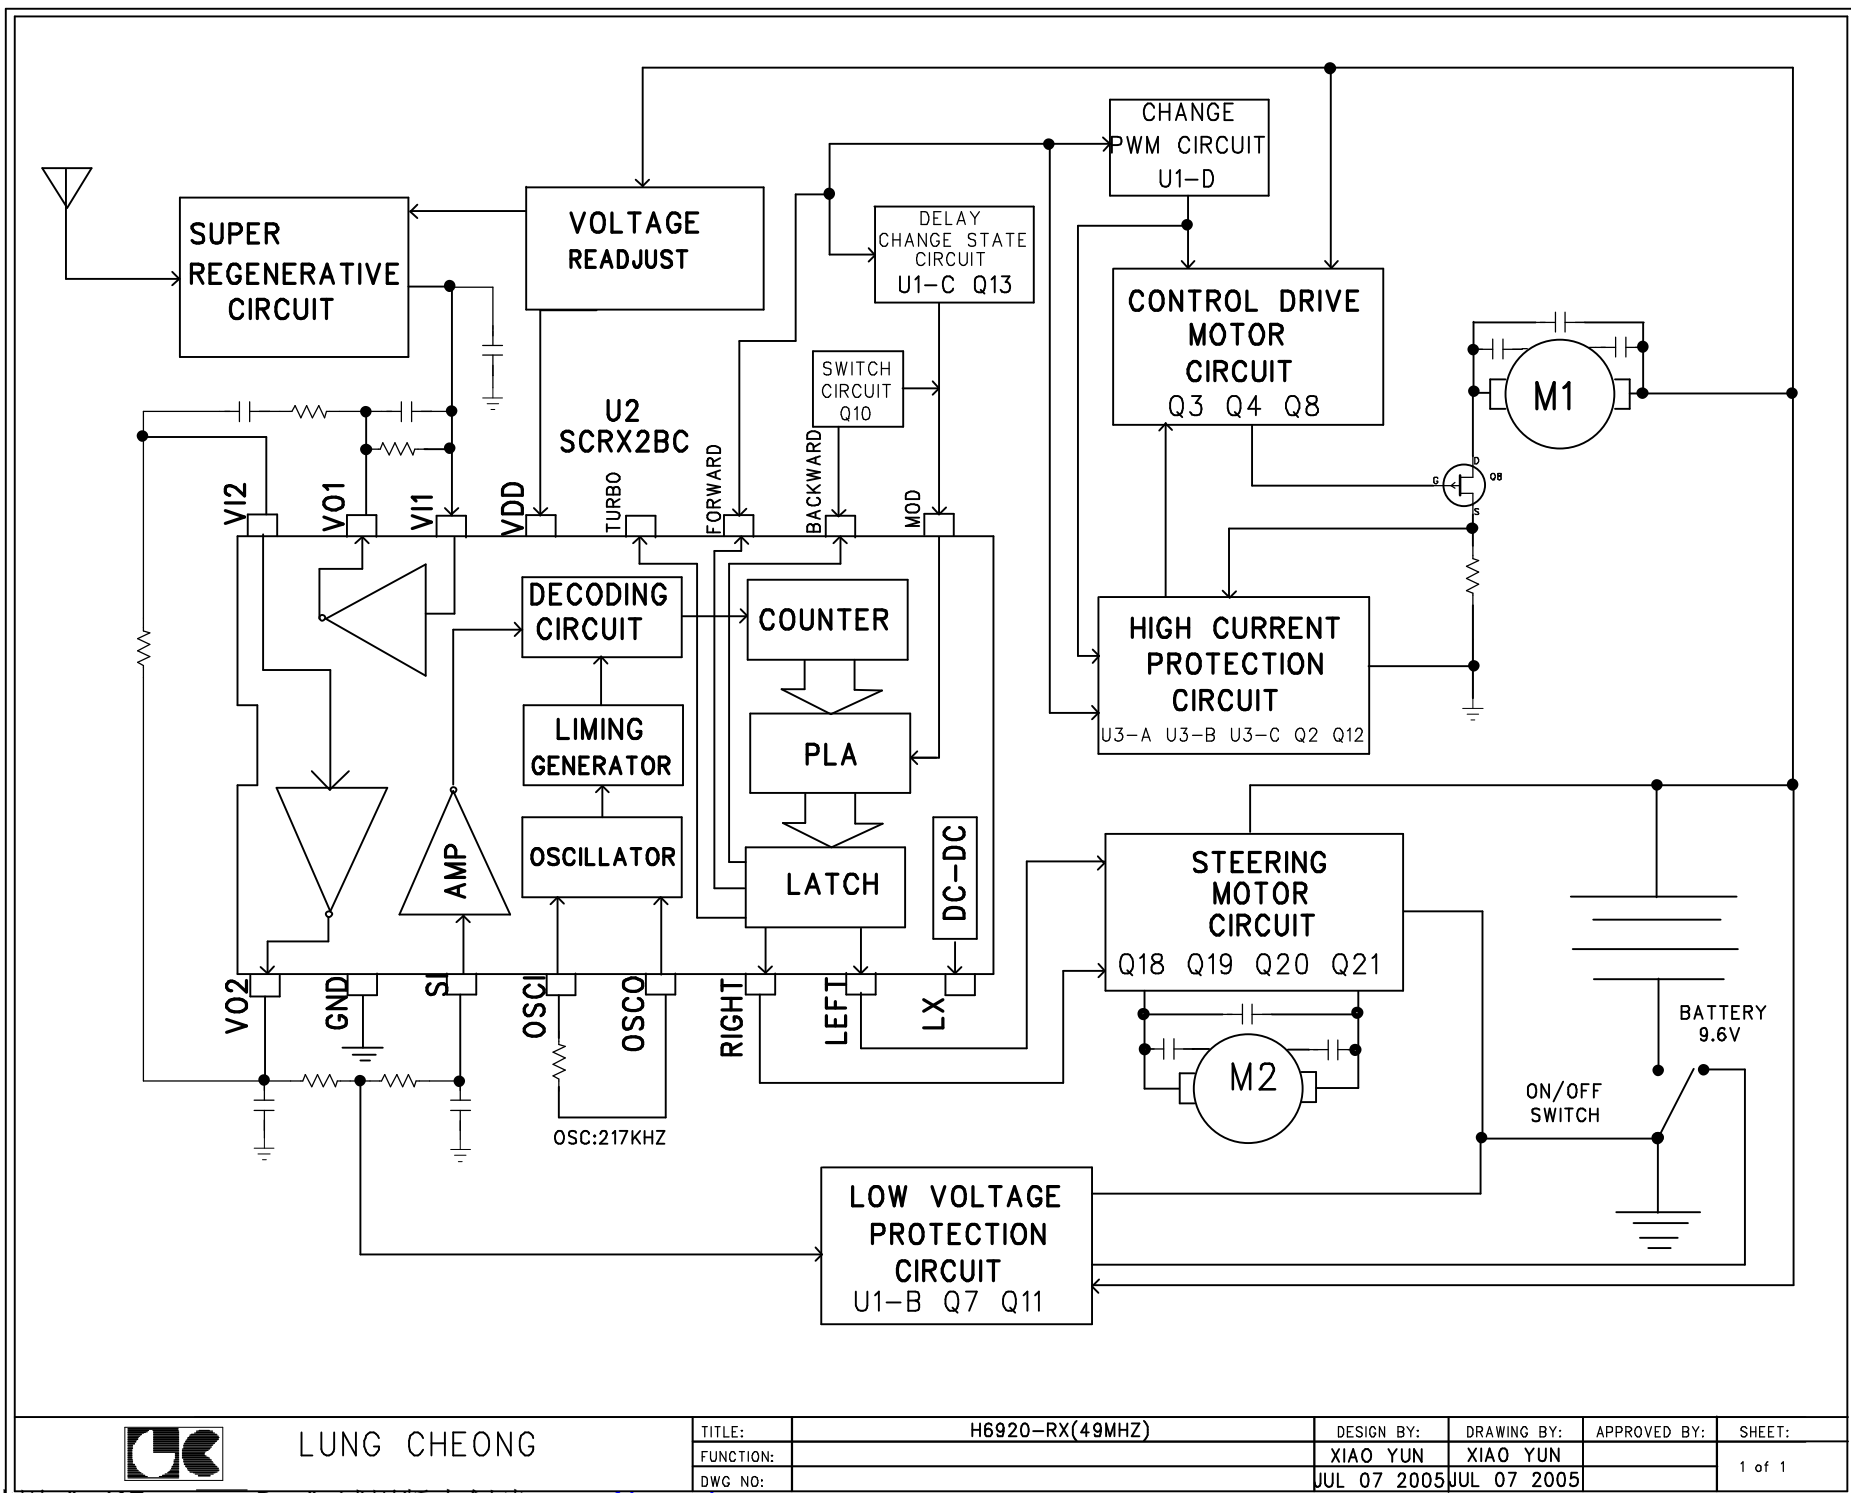 CHANGE
PWM CIRCUIT
U1-D
SUPER
REGENERATIVE
CIRCUIT
VOLTAGE
READJUST
DELAY
CHANGE STATE
CIRCUIT
U1-C Q13
CONTROL DRIVE
MOTOR
CIRCUIT
Q3 Q4 Q8
SWITCH
CIRCUIT
Q10
M1
D
G
S
Q8
U2
SCRX2BC
VI2
VO1
VI1
VDD
TURBO
FORWARD
BACKWARD
MOD
DECODING
CIRCUIT
COUNTER
HIGH CURRENT
PROTECTION
CIRCUIT
U3-A U3-B U3-C Q2 Q12
LIMING
GENERATOR
PLA
OSCILLATOR
AMP
LATCH
DC-DC
STEERING
MOTOR
CIRCUIT
Q18 Q19 Q20 Q21
VO2
GND
SI
OSCI
OSCO
RIGHT
LEFT
LX
M2
BATTERY
9.6V
ON/OFF
SWITCH
OSC:217KHZ
LOW VOLTAGE
PROTECTION
CIRCUIT
U1-B Q7 Q11
LUNG CHEONG
TITLE:
H6920-RX(49MHZ)
FUNCTION:
DWG NO:
DESIGN BY:
XIAO YUN
JUL 07 2005
DRAWING BY:
XIAO YUN
JUL 07 2005
APPROVED BY:
SHEET:
1 of 1